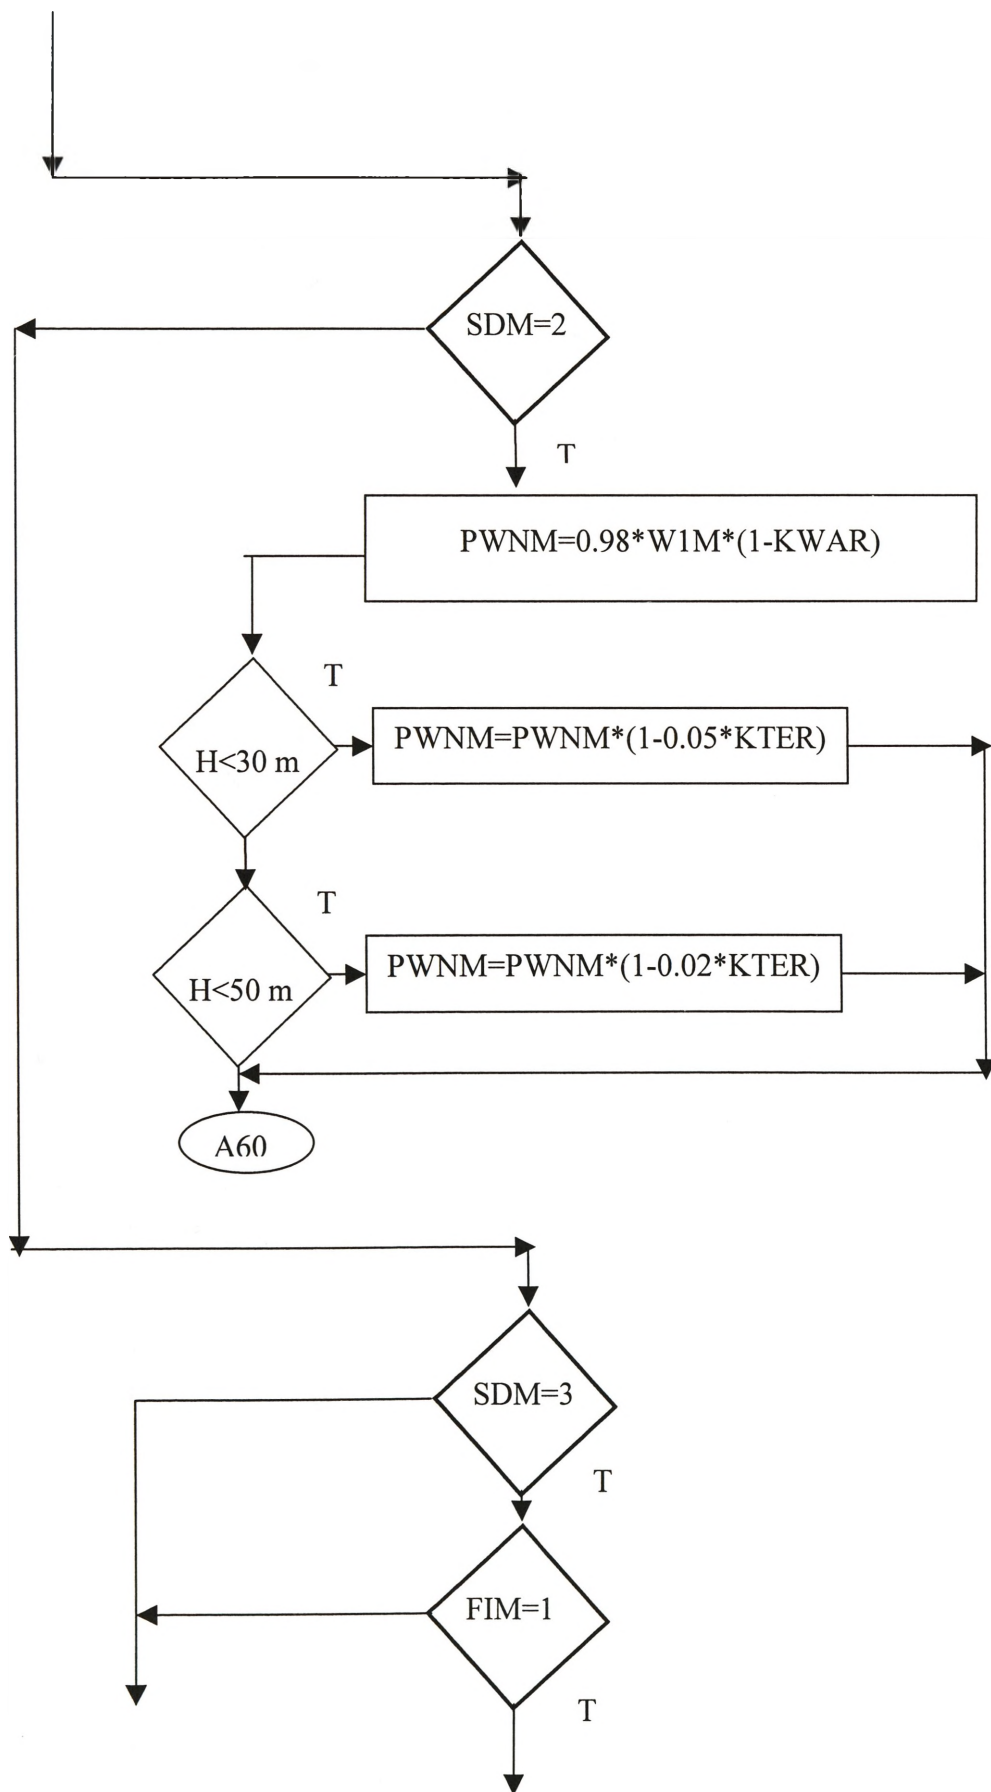 SDM=2
T
PWNM=0.98*W1M*(1-KWAR)
T
H<30 m
PWNM=PWNM*(1-0.05*KTER)
T
H<50 m
PWNM=PWNM*(1-0.02*KTER)
A60
SDM=3
T
FIM=1
T